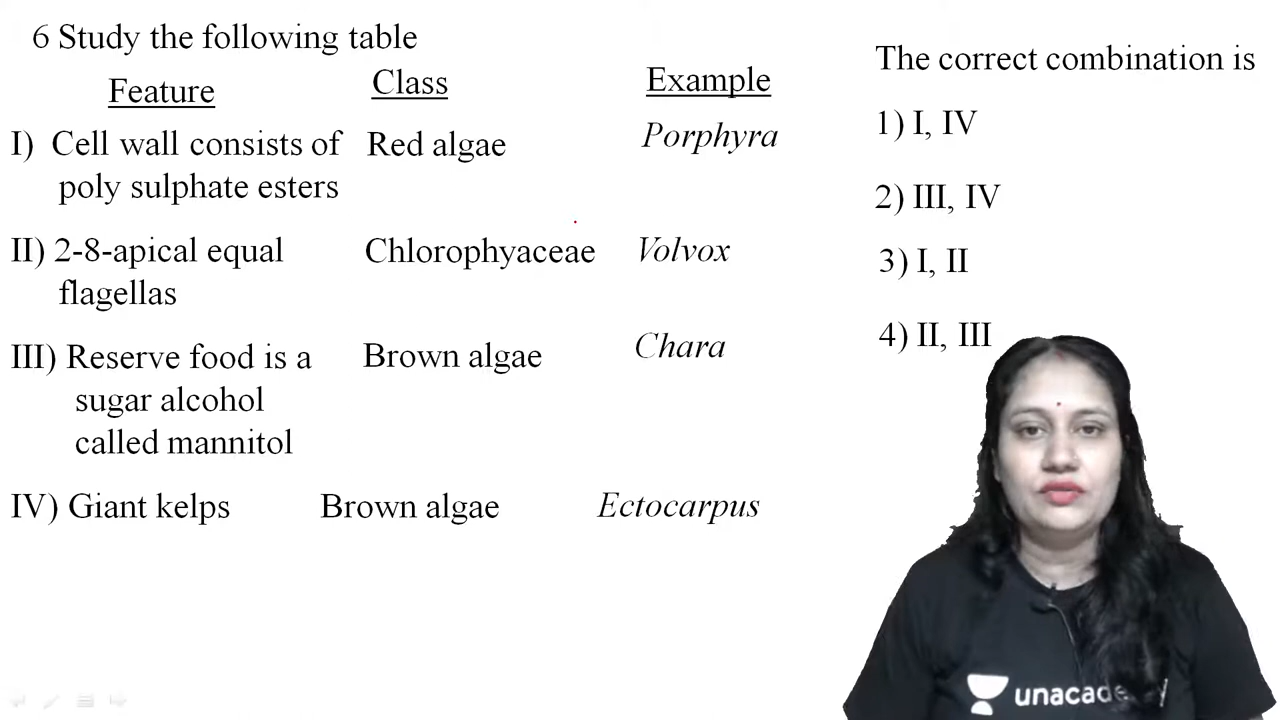 6 Study the following table
Feature Class Example
I) Cell wall consists of Red algae Porphyra
poly sulphate esters
II) 2-8-apical equal Chlorophyaceae Volvox
flagellas
III) Reserve food is a Brown algae Chara
sugar alcohol
called mannitol
IV) Giant kelps Brown algae Ectocarpus
The correct combination is
1) I, IV
2) III, IV
3) I, II
4) II, III